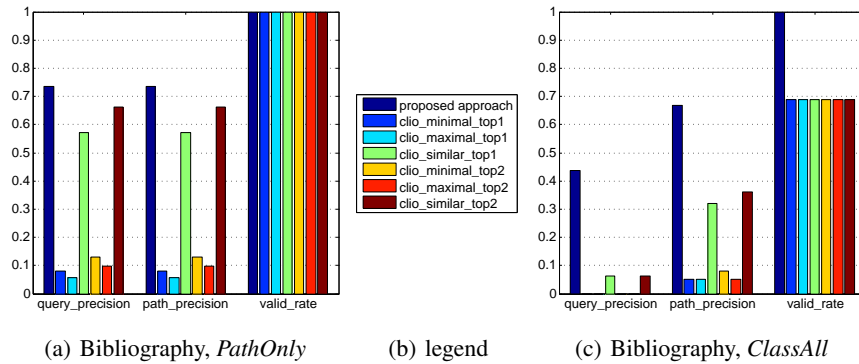 1
0.9
0.8
0.7
0.6
0.5
0.4
0.3
0.2
0.1
0
query_precision path_precision valid_rate
(a) Bibliography, PathOnly
proposed approach
clio_minimal_top1
clio_maximal_top1
clio_similar_top1
clio_minimal_top2
clio_maximal_top2
clio_similar_top2
(b) legend
1
0.9
0.8
0.7
0.6
0.5
0.4
0.3
0.2
0.1
0
query_precision path_precision valid_rate
(c) Bibliography, ClassAll